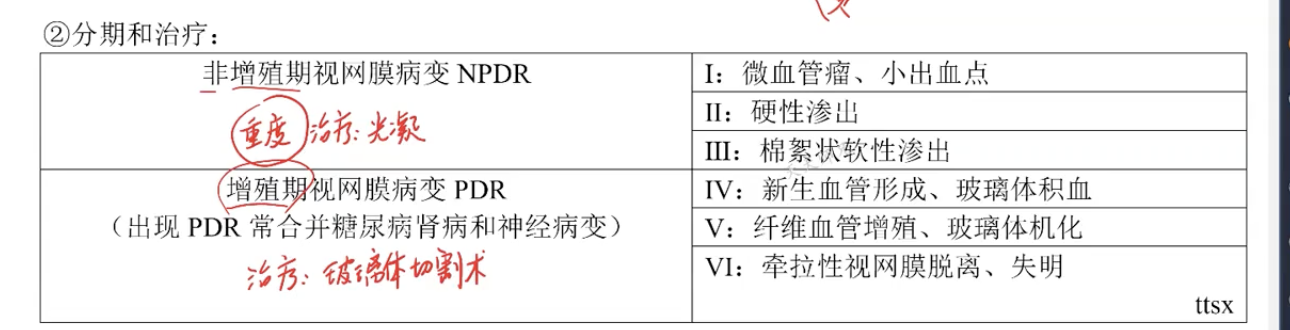 ②分期和治疗：
非增殖期视网膜病变 NPDR
重度 治疗：光凝
I：微血管瘤、小出血点
II：硬性渗出
III：棉絮状软性渗出
增殖期视网膜病变 PDR
（出现 PDR 常合并糖尿病肾病和神经病变）
治疗：玻璃体切割术
IV：新生血管形成、玻璃体积血
V：纤维血管增殖、玻璃体机化
VI：牵拉性视网膜脱离、失明
ttsx